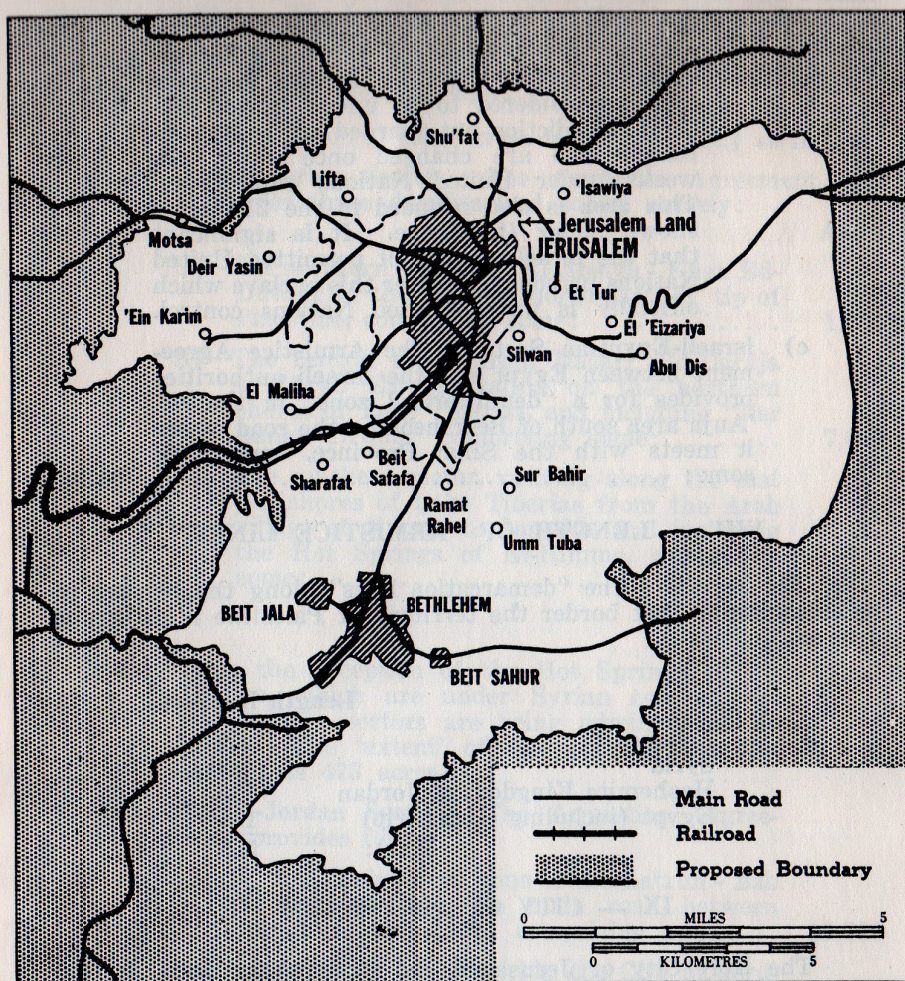 Shu'fat
Lifta
'Isawiya
Jerusalem Land
JERUSALEM
Motsa
Deir Yasin
Et Tur
'Ein Karim
El 'Eizariya
Silwan
Abu Dis
El Maliha
Beit
Safafa
Sharafat
Sur Bahir
Ramat
Rahel
Umm Tuba
BEIT JALA
BETHLEHEM
BEIT SAHUR
Main Road
Railroad
Proposed Boundary
0 MILES 5
0 KILOMETRES 5